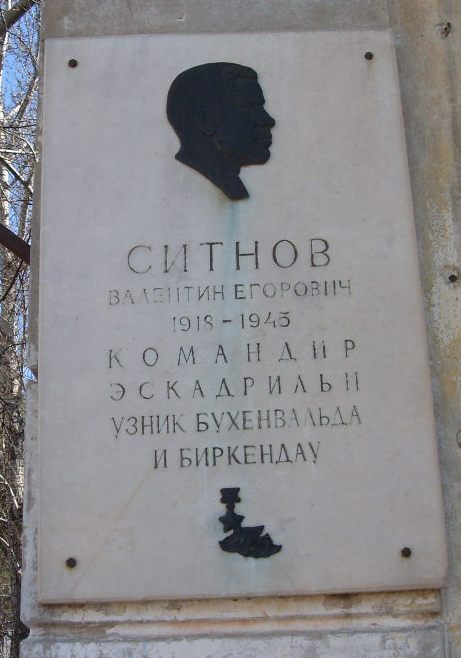 СИТНОВ
ВАЛЕНТИН ЕГОРОВИЧ
1918 - 1945
КОМАНДИР
ЭСКАДРИЛЬИ
УЗНИК БУХЕНВАЛЬДА
И БИРКЕНДАУ